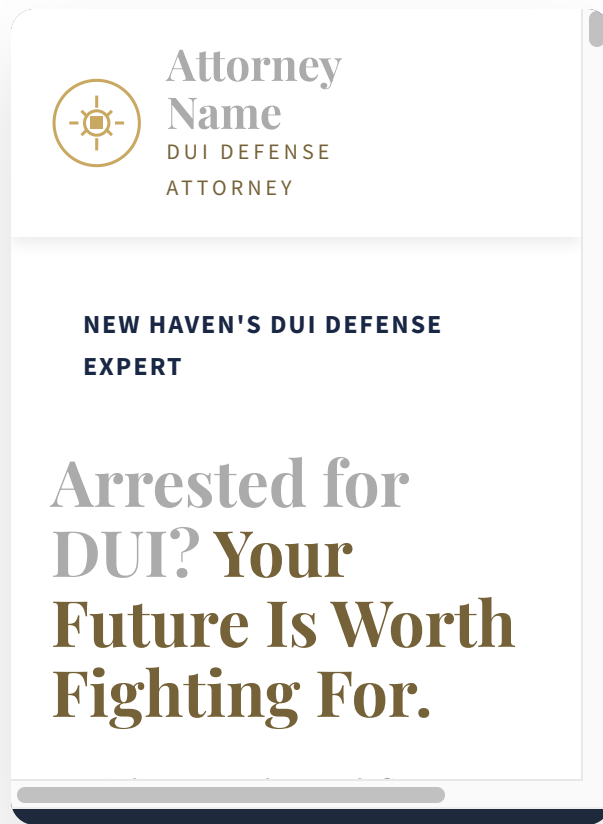 Attorney
Name
DUI DEFENSE
ATTORNEY
NEW HAVEN'S DUI DEFENSE
EXPERT
Arrested for
DUI? Your
Future Is Worth
Fighting For.